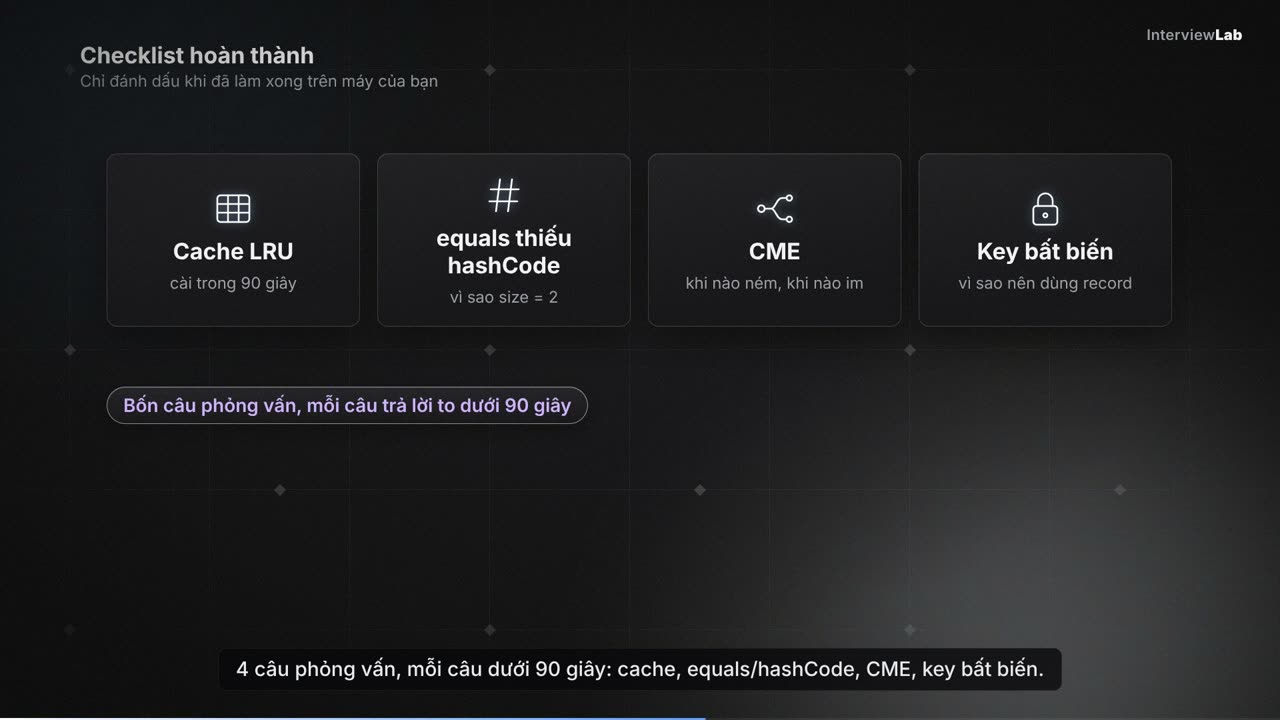 Checklist hoàn thành
Chỉ đánh dấu khi đã làm xong trên máy của bạn
InterviewLab
Cache LRU
cài trong 90 giây
equals thiếu
hashCode
vì sao size = 2
CME
khi nào ném, khi nào im
Key bất biến
vì sao nên dùng record
Bốn câu phỏng vấn, mỗi câu trả lời to dưới 90 giây
4 câu phỏng vấn, mỗi câu dưới 90 giây: cache, equals/hashCode, CME, key bất biến.